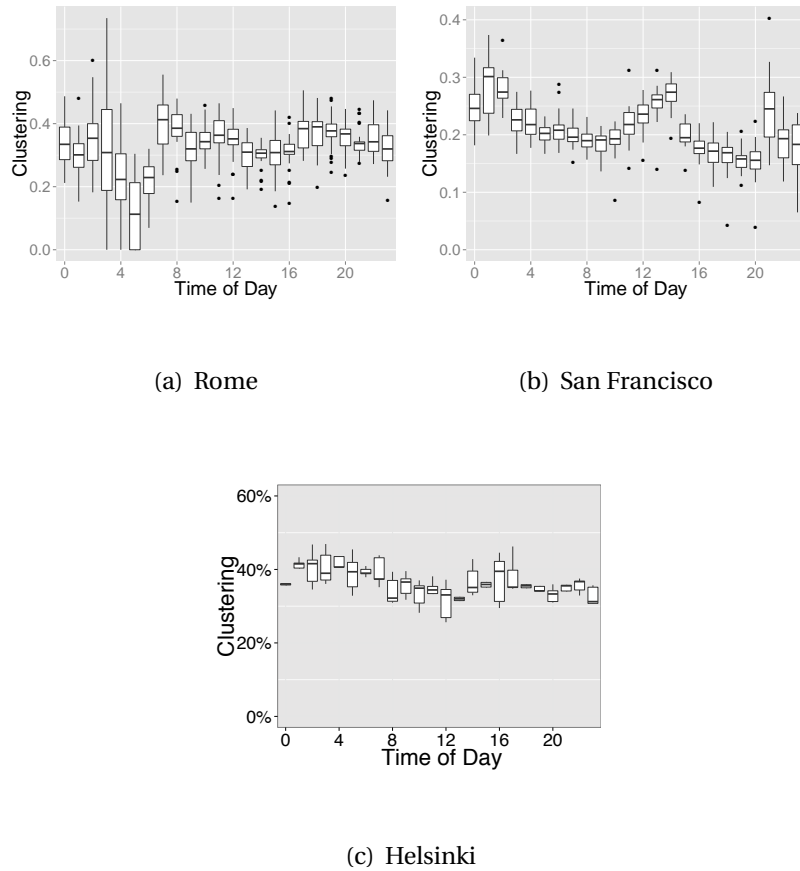 0.6
0.4
0.2
0.0
Clustering
0 4 8 12 16 20
Time of Day
(a) Rome
0.4
0.3
0.2
0.1
0.0
Clustering
0 4 8 12 16 20
Time of Day
(b) San Francisco
60%
40%
20%
0%
Clustering
0 4 8 12 16 20
Time of Day
(c) Helsinki